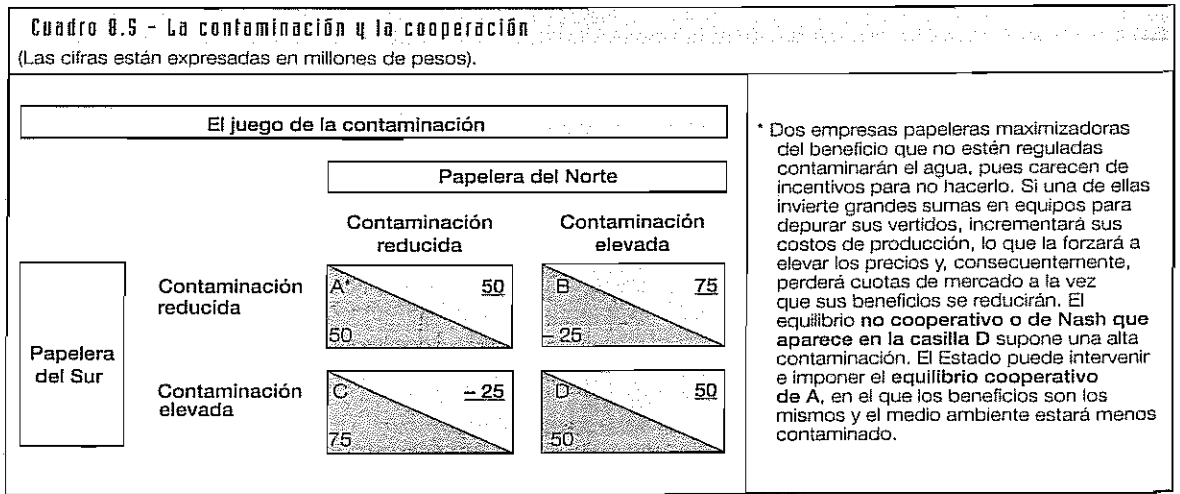 Cuadro 8.5 - La contaminación y la cooperación
(Las cifras están expresadas en millones de pesos).
El juego de la contaminación
Papelera del Norte
Contaminación
reducida
Contaminación
elevada
Papelera
del Sur
Contaminación
reducida
A*
50
50
B
75
- 25
Contaminación
elevada
C
- 25
75
D
50
50
* Dos empresas papeleras maximizadoras
del beneficio que no estén reguladas
contaminarán el agua, pues carecen de
incentivos para no hacerlo. Si una de ellas
invierte grandes sumas en equipos para
depurar sus vertidos, incrementará sus
costos de producción, lo que la forzará a
elevar los precios y, consecuentemente,
perderá cuotas de mercado a la vez
que sus beneficios se reducirán. El
equilibrio no cooperativo o de Nash que
aparece en la casilla D supone una alta
contaminación. El Estado puede intervenir
e imponer el equilibrio cooperativo
de A, en el que los beneficios son los
mismos y el medio ambiente estará menos
contaminado.